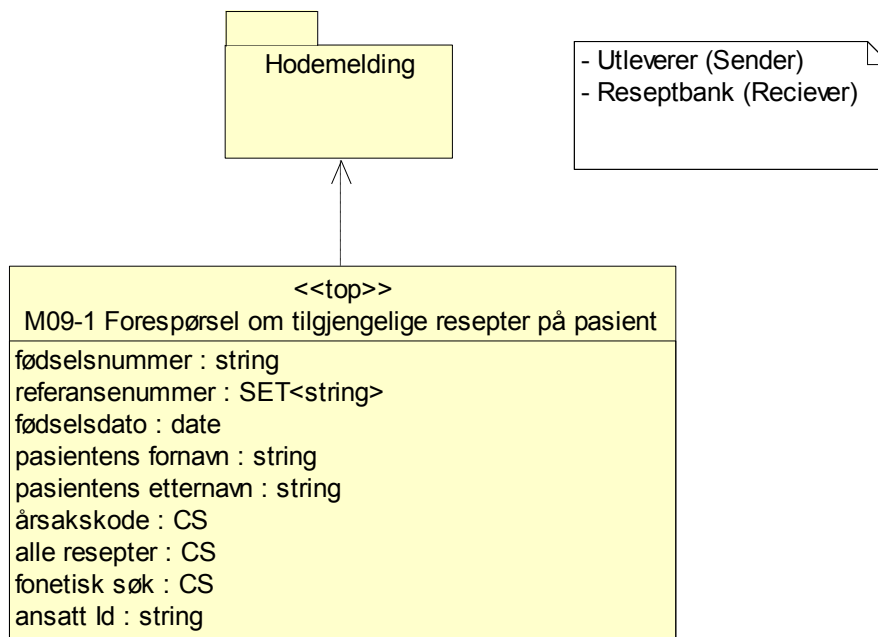 Hodemelding
- Utleverer (Sender)
- Reseptbank (Reciever)
<<top>>
M09-1 Forespørsel om tilgjengelige resepter på pasient
fødselsnummer : string
referansenummer : SET<string>
fødselsdato : date
pasientens fornavn : string
pasientens etternavn : string
årsakskode : CS
alle resepter : CS
fonetisk søk : CS
ansatt Id : string